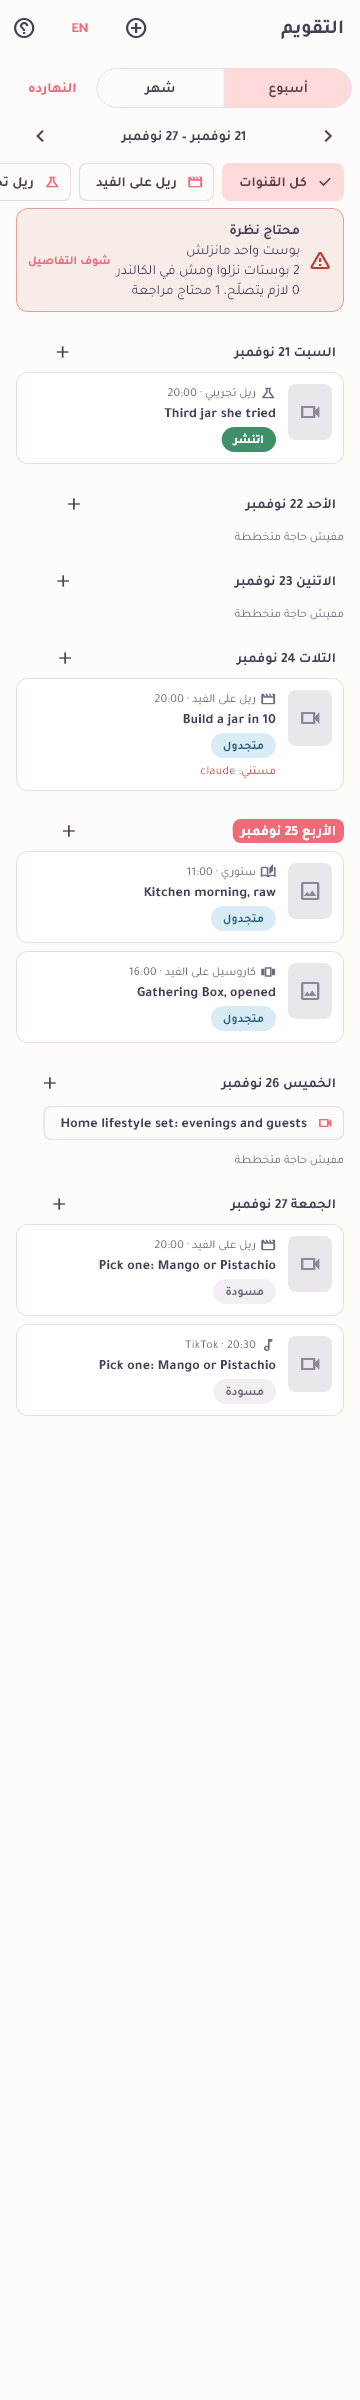 التقويم
EN
أسبوع
شهر
النهارده
21 نوفمبر – 27 نوفمبر
كل القنوات
ريل على الفيد
محتاج نظرة
بوست واحد مانزلش
2 بوستات نزلوا ومش في الكالندر
0 لازم يتصلّح، 1 محتاج مراجعة
شوف التفاصيل
السبت 21 نوفمبر
ريل تجريبي · 20:00
Third jar she tried
اتنشر
الأحد 22 نوفمبر
مفيش حاجة متخططة
الاتنين 23 نوفمبر
مفيش حاجة متخططة
التلات 24 نوفمبر
ريل على الفيد · 20:00
Build a jar in 10
متجدول
مستني: claude
الأربع 25 نوفمبر
ستوري · 11:00
Kitchen morning, raw
متجدول
كاروسيل على الفيد · 16:00
Gathering Box, opened
متجدول
الخميس 26 نوفمبر
Home lifestyle set: evenings and guests
مفيش حاجة متخططة
الجمعة 27 نوفمبر
ريل على الفيد · 20:00
Pick one: Mango or Pistachio
مسودة
TikTok · 20:30
Pick one: Mango or Pistachio
مسودة